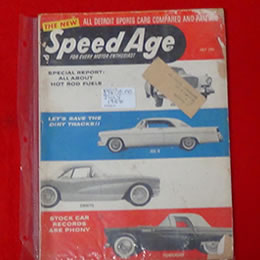 THE NEW
ALL DETROIT SPORTS CARS COMPARED AND
Speed Age
FOR EVERY MOTOR ENTHUSIAST
SPECIAL REPORT:
ALL ABOUT
HOT ROD FUELS
LET'S SAVE THE
DIRT TRACKS!!
STOCK CAR
RECORDS
ARE PHONY